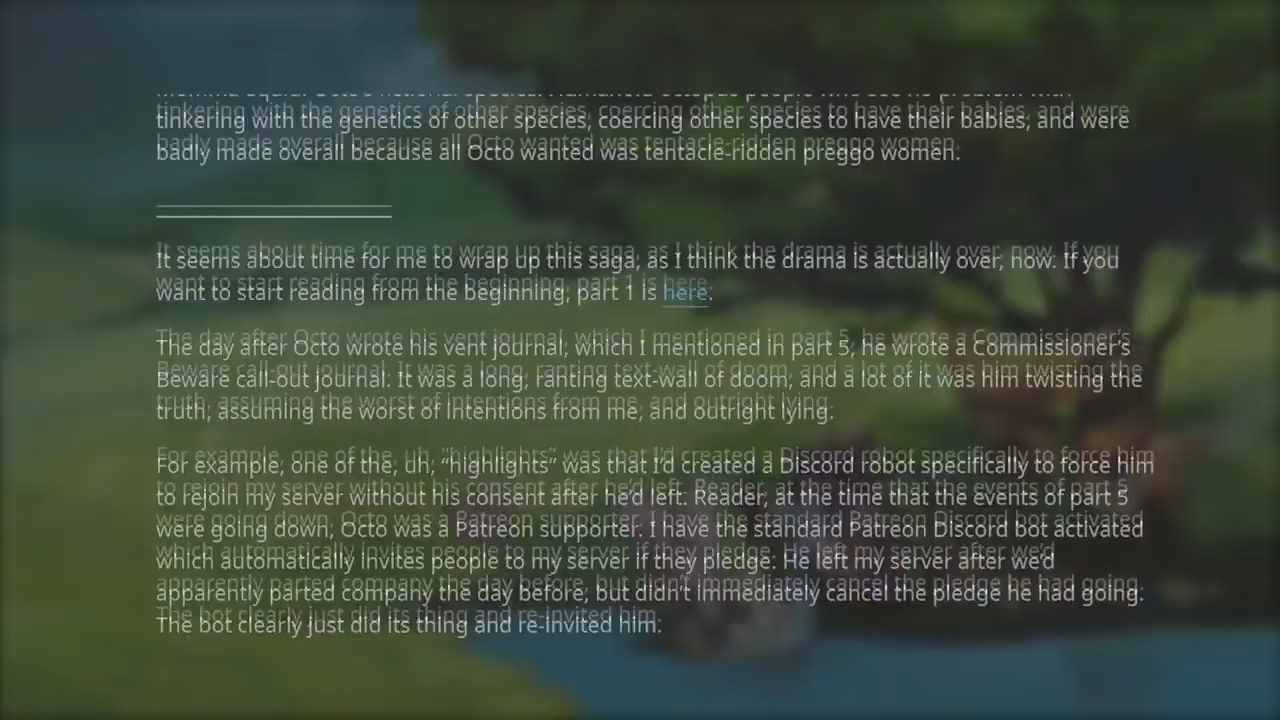 tinkering with the genetics of other species, coercing other species to have their babies, and were
badly made overall because all Octo wanted was tentacle-ridden preggo women.
It seems about time for me to wrap up this saga, as I think the drama is actually over, now. If you
want to start reading from the beginning, part 1 is here.
The day after Octo wrote his vent journal, which I mentioned in part 5, he wrote a Commissioner's
Beware call-out journal. It was a long, ranting text-wall of doom, and a lot of it was him twisting the
truth, assuming the worst of intentions from me, and outright lying.
For example, one of the, uh, “highlights” was that I'd created a Discord robot specifically to force him
to rejoin my server without his consent after he'd left. Reader, at the time that the events of part 5
were going down, Octo was a Patreon supporter. I have the standard Patreon Discord bot activated
which automatically invites people to my server if they pledge. He left my server after we'd
apparently parted company the day before, but didn't immediately cancel the pledge he had going.
The bot clearly just did its thing and re-invited him.